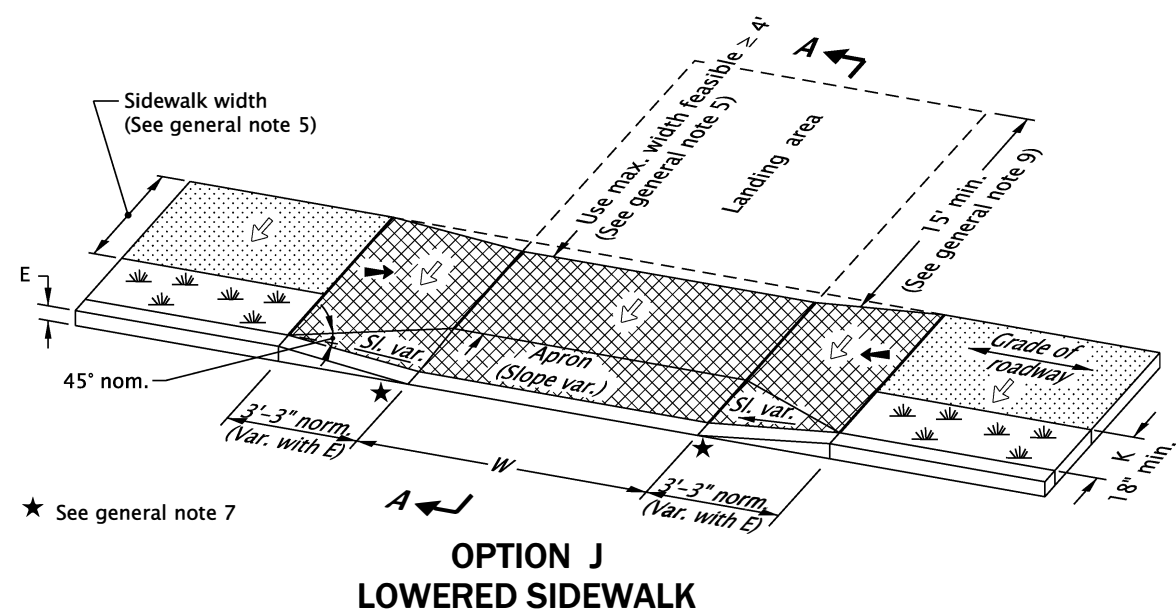 A
Use max. width feasible ≥ 4'
(See general note 5)
Landing area
15' min.
(See general note 9)
Sidewalk width
(See general note 5)
E
45° nom.
Sl. var.
Apron
(Slope var.)
Sl. var.
Grade of
roadway
K
18" min.
3'-3" norm.
(Var. with E)
W
3'-3" norm.
(Var. with E)
A
★ See general note 7
OPTION J
LOWERED SIDEWALK